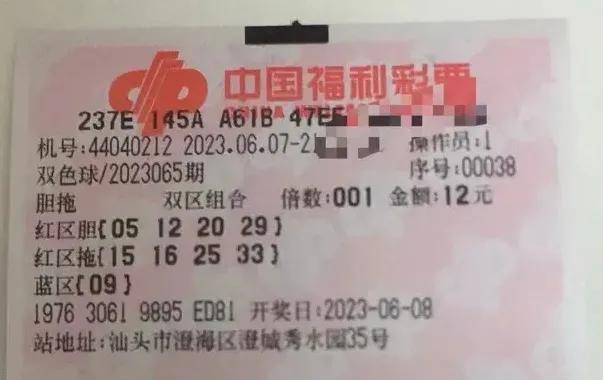 中国福利彩票
237E 145A A61B 47E
机号:44040212 2023.06.07-21 操作员:1
双色球/2023065期 序号:00038
胆拖 双区组合 倍数:001 金额:12元
红区胆[05 12 20 29]
红区拖[15 16 25 33]
蓝区[09]
1976 3061 9895 ED81 开奖日:2023-06-08
站地址:汕头市澄海区澄城秀水园35号